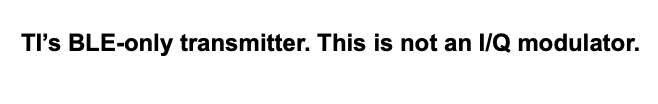 TI’s BLE-only transmitter. This is not an I/Q modulator.